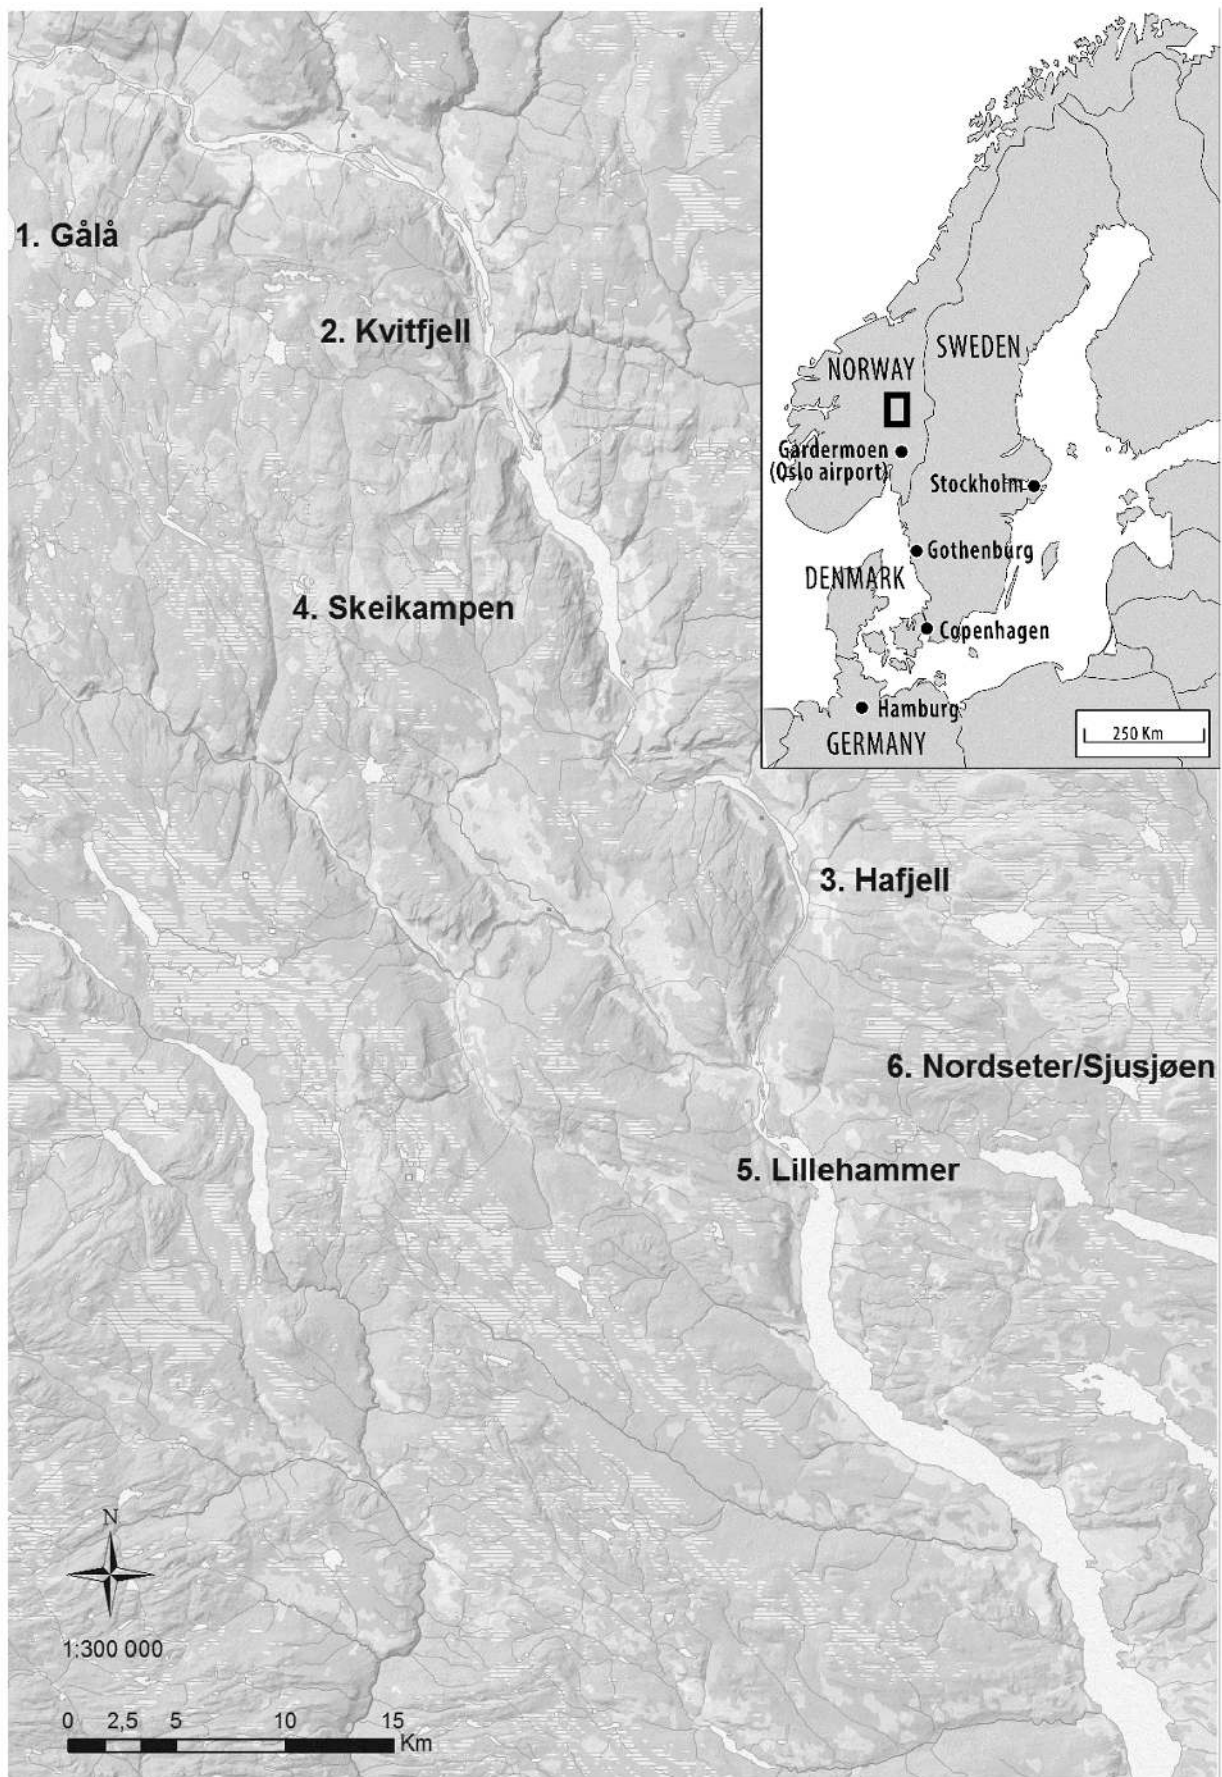 1. Gålå
2. Kvitfjell
4. Skeikampen
3. Hafjell
6. Nordseter/Sjusjøen
5. Lillehammer
N
1:300 000
0 2,5 5 10 15
Km
SWEDEN
NORWAY
Gardermoen
(Oslo airport)
Stockholm
Gothenburg
DENMARK
Copenhagen
Hamburg
GERMANY
250 Km